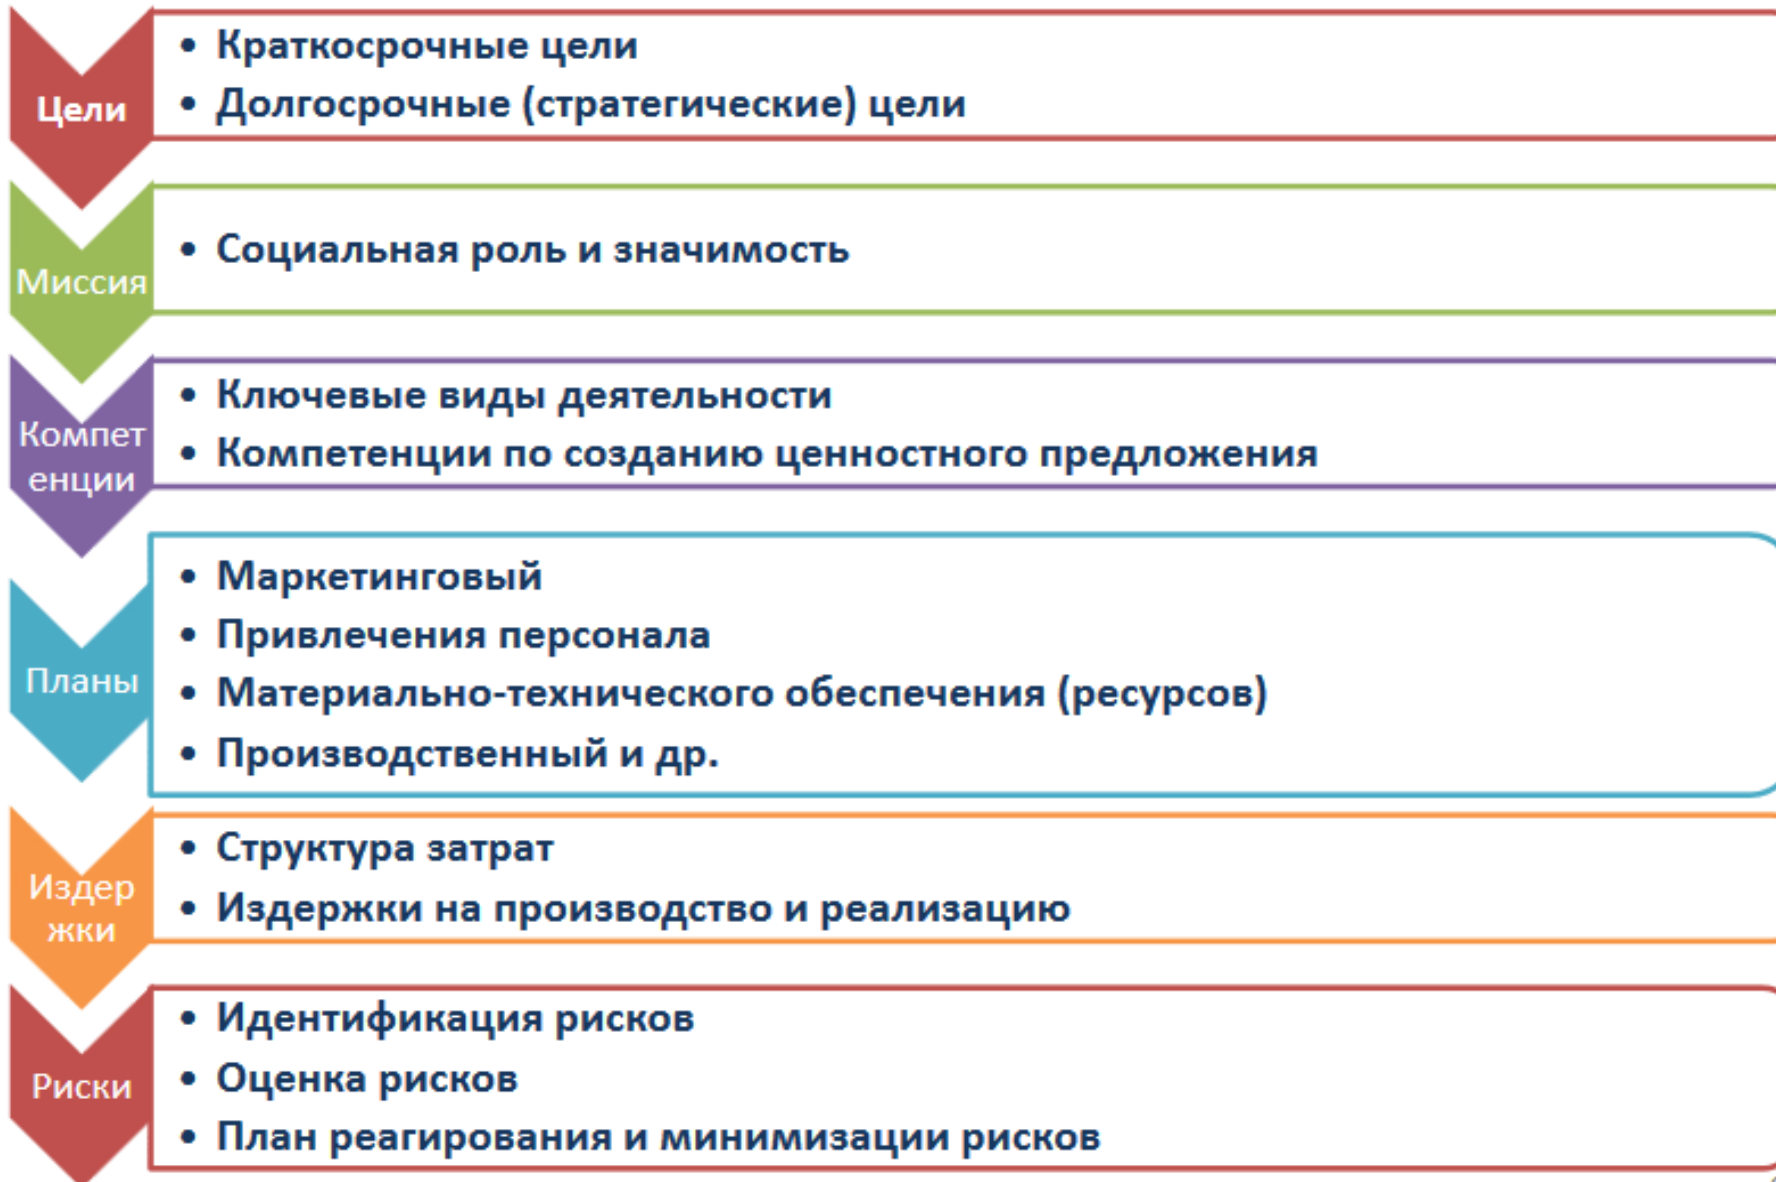 Цели
• Краткосрочные цели
• Долгосрочные (стратегические) цели
Миссия
• Социальная роль и значимость
Компет
енции
• Ключевые виды деятельности
• Компетенции по созданию ценностного предложения
Планы
• Маркетинговый
• Привлечения персонала
• Материально-технического обеспечения (ресурсов)
• Производственный и др.
Издер
жки
• Структура затрат
• Издержки на производство и реализацию
Риски
• Идентификация рисков
• Оценка рисков
• План реагирования и минимизации рисков